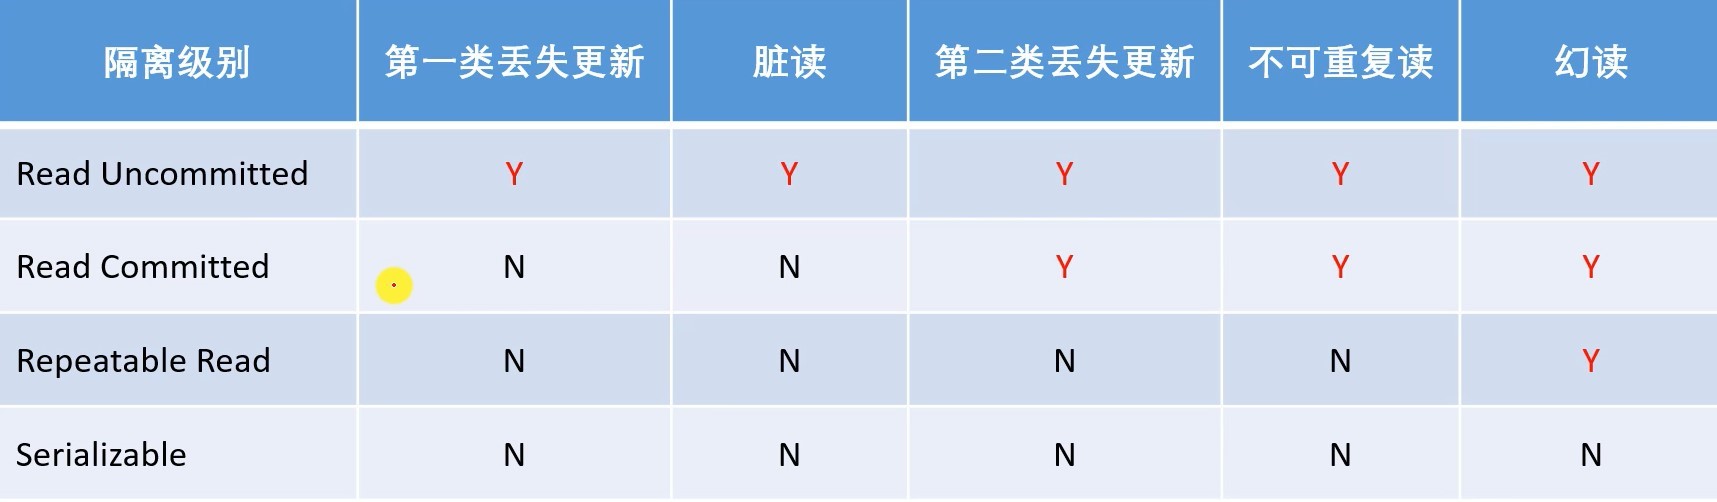 隔离级别 第一类丢失更新 脏读 第二类丢失更新 不可重复读 幻读
Read Uncommitted Y Y Y Y Y
Read Committed N N Y Y Y
Repeatable Read N N N N Y
Serializable N N N N N